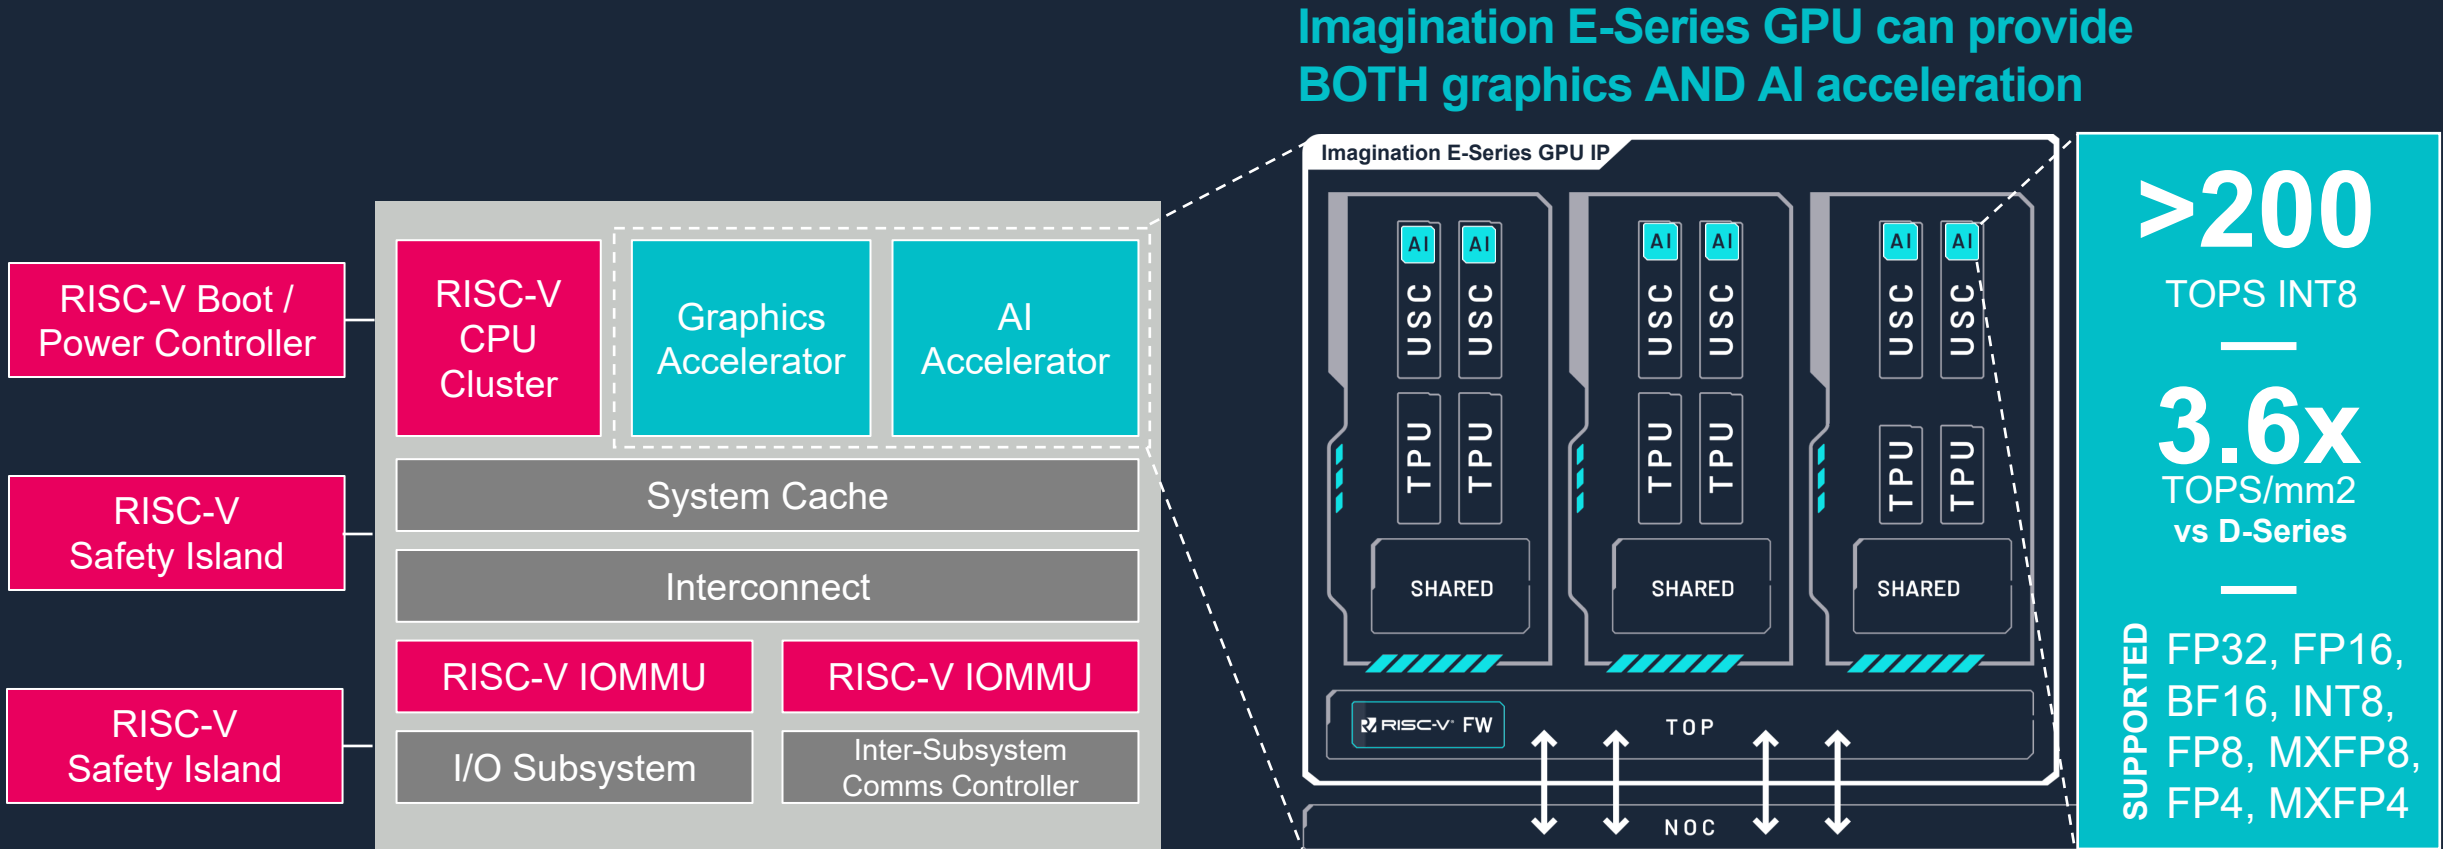 Imagination E-Series GPU can provide
BOTH graphics AND AI acceleration
RISC-V Boot /
Power Controller
RISC-V
Safety Island
RISC-V
Safety Island
RISC-V
CPU
Cluster
Graphics
Accelerator
AI
Accelerator
System Cache
Interconnect
RISC-V IOMMU
RISC-V IOMMU
I/O Subsystem
Inter-Subsystem
Comms Controller
Imagination E-Series GPU IP
AI
AI
AI
AI
AI
AI
USC
USC
USC
USC
USC
USC
TPU
TPU
TPU
TPU
TPU
TPU
SHARED
SHARED
SHARED
RISC-V FW
TOP
NOC
>200
TOPS INT8
3.6x
TOPS/mm2
vs D-Series
SUPPORTED
FP32, FP16,
BF16, INT8,
FP8, MXFP8,
FP4, MXFP4